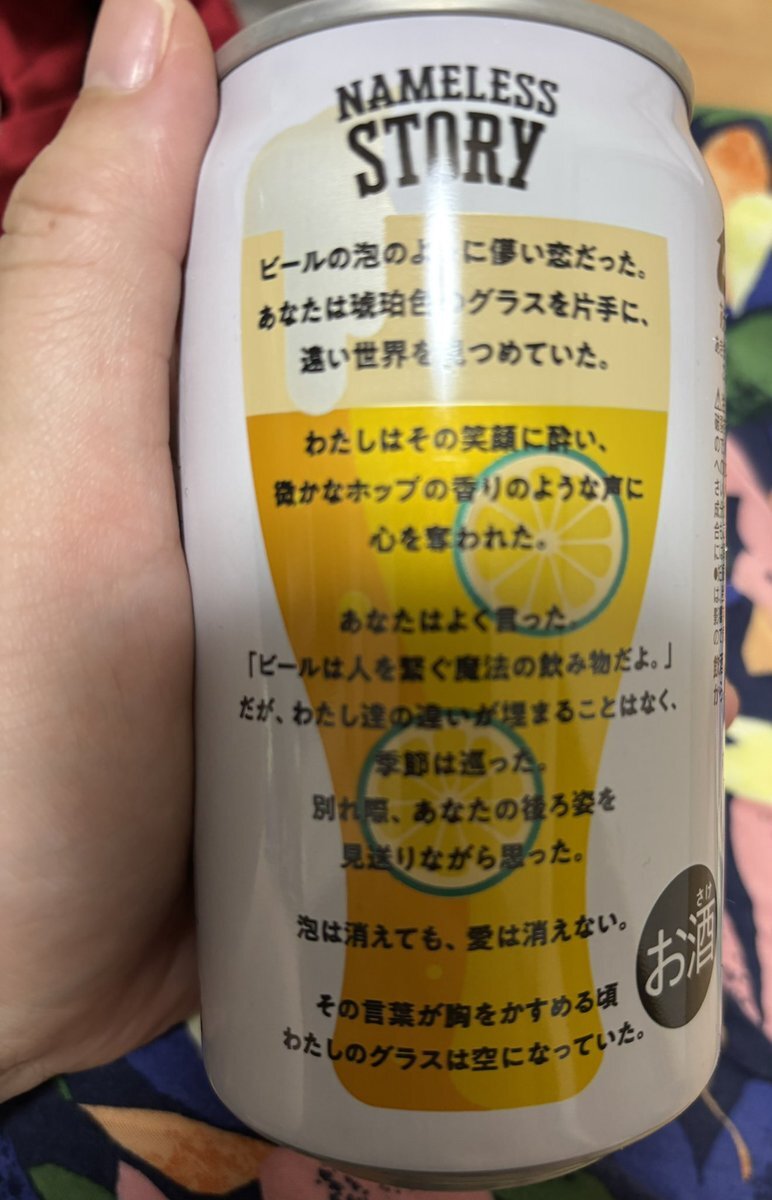 NAMELESS
STORY
ビールの泡のように儚い恋だった。
あなたは琥珀色のグラスを片手に、
遠い世界を見つめていた。
わたしはその笑顔に酔い、
微かなホップの香りのような声に
心を奪われた。
あなたはよく言った。
「ビールは人を繋ぐ魔法の飲み物だよ。」
だが、わたし達の違いが埋まることはなく、
季節は巡った。
別れ際、あなたの後ろ姿を
見送りながら思った。
泡は消えても、愛は消えない。
その言葉が胸をかすめる頃
わたしのグラスは空になっていた。
さけ
お酒